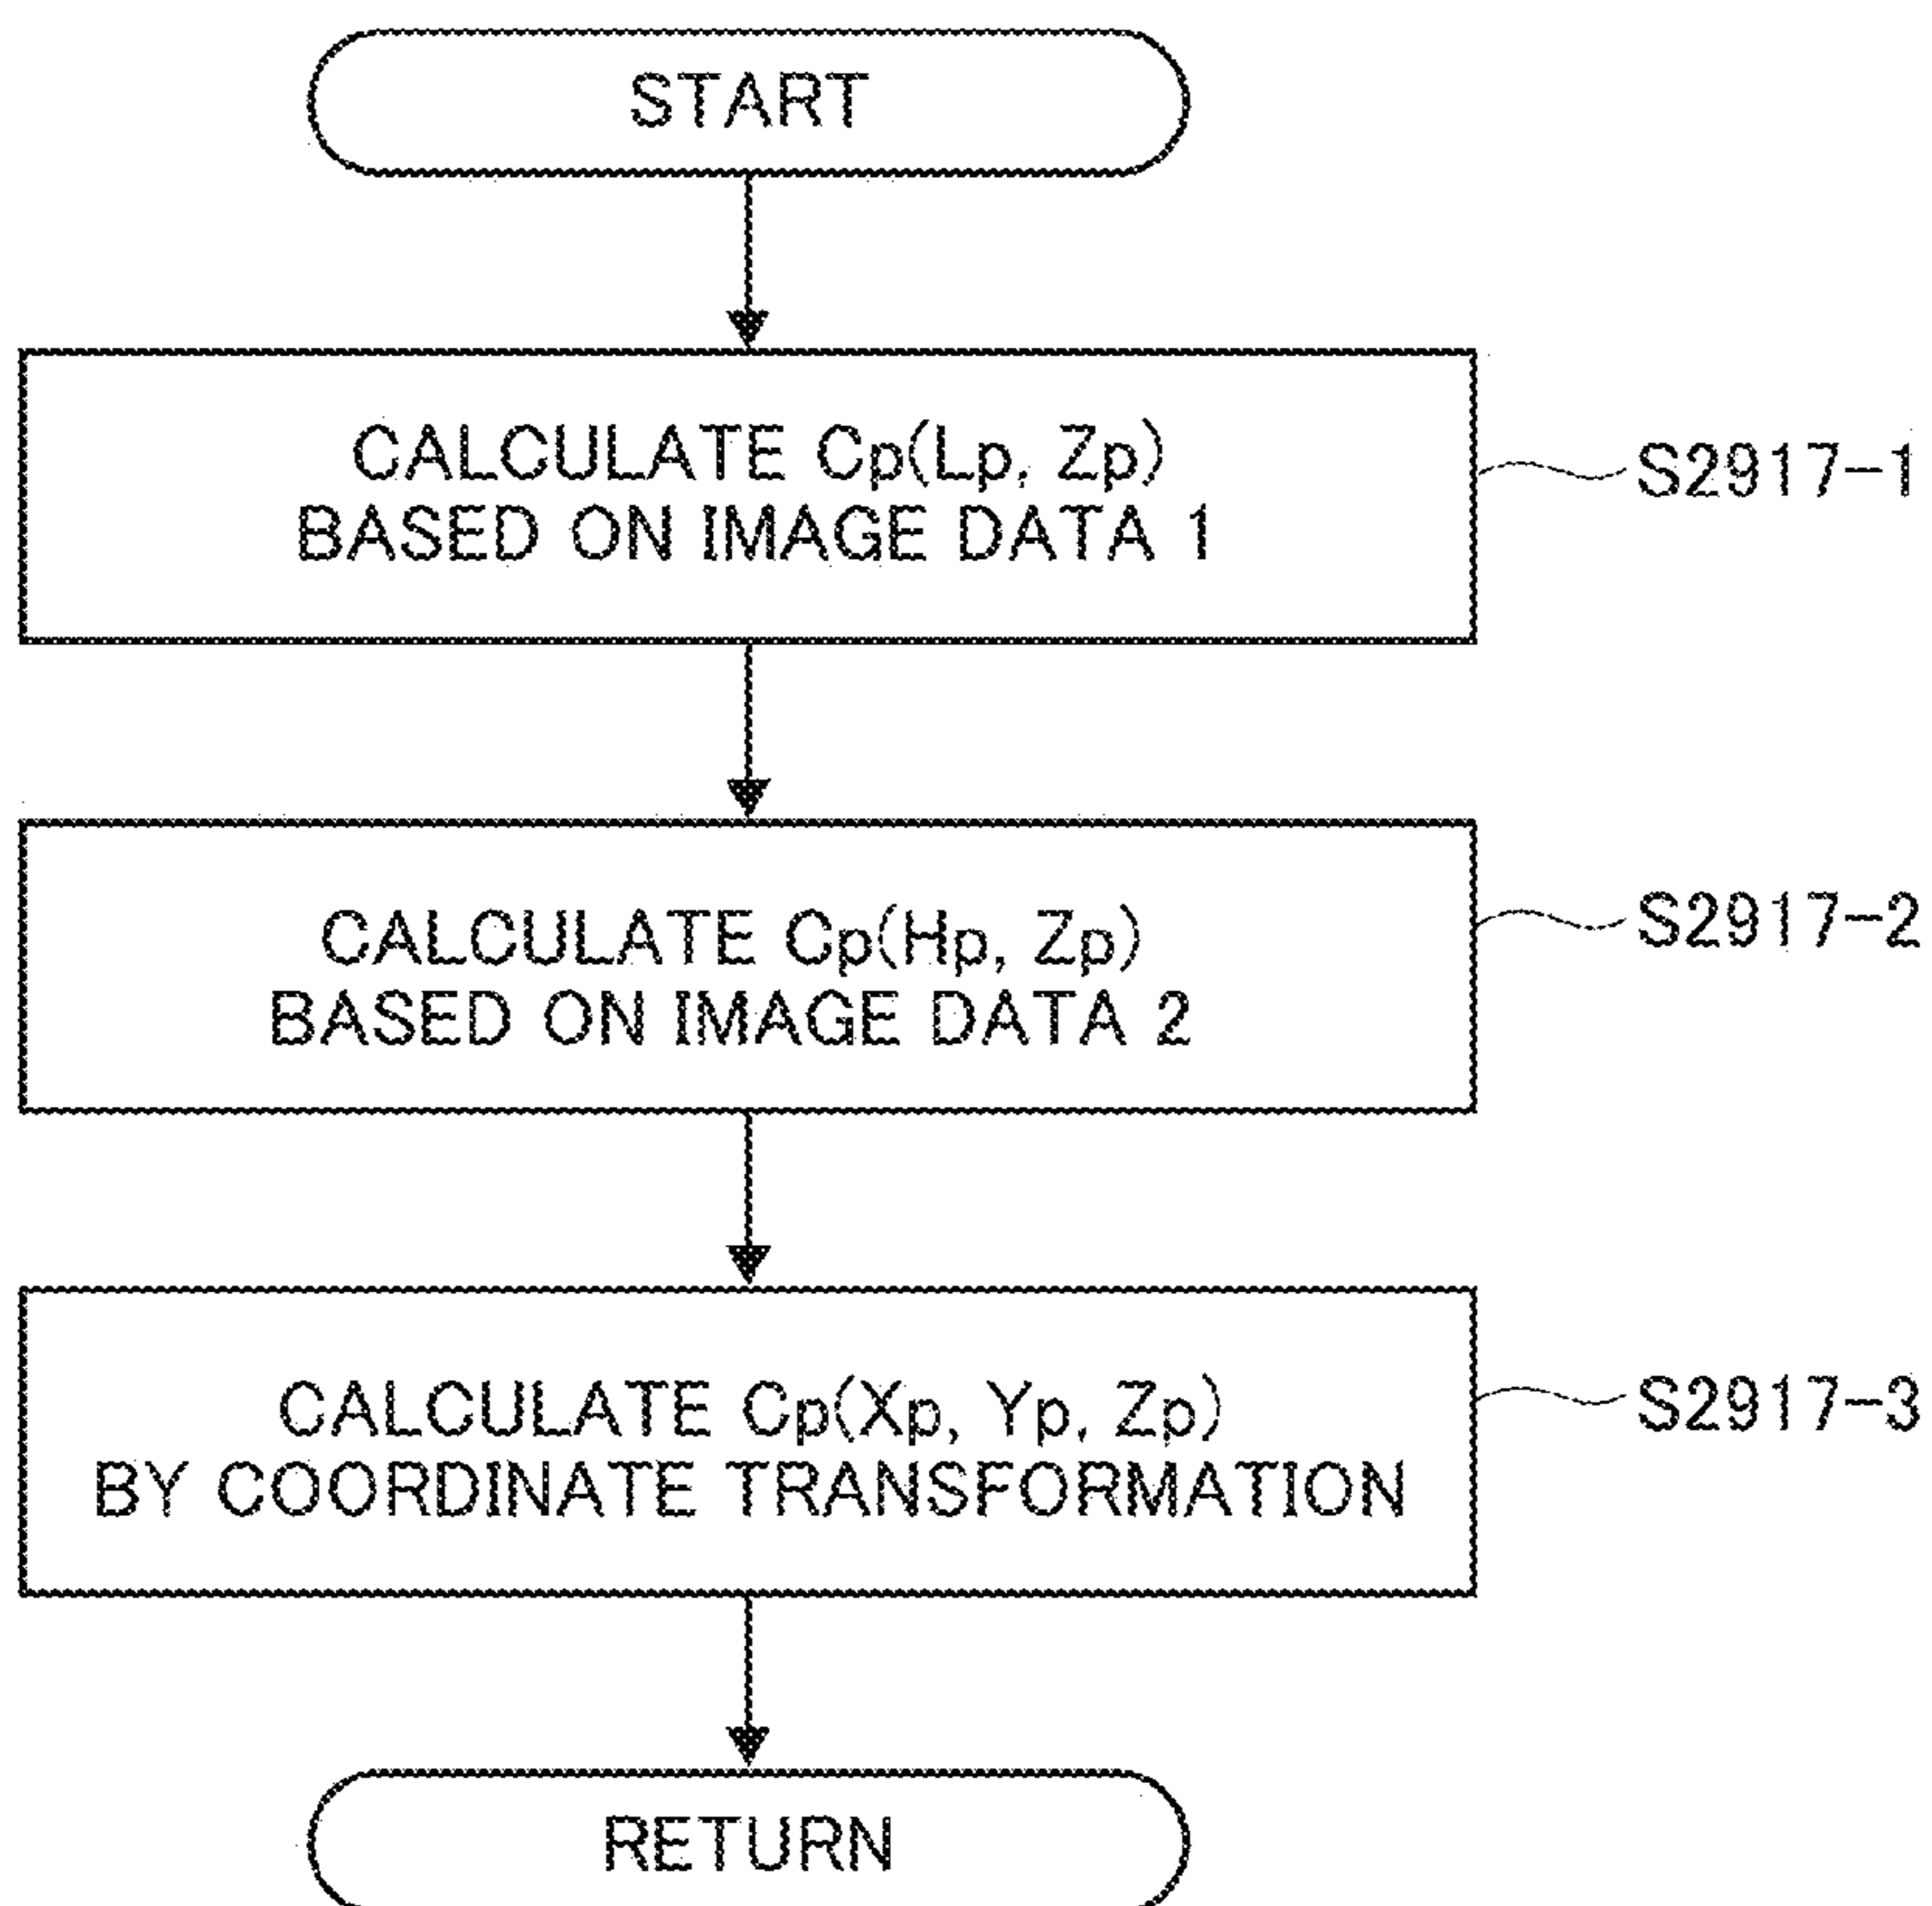 START
CALCULATE Cp(Lp, Zp)
BASED ON IMAGE DATA 1
S2917-1
CALCULATE Cp(Hp, Zp)
BASED ON IMAGE DATA 2
S2917-2
CALCULATE Cp(Xp, Yp, Zp)
BY COORDINATE TRANSFORMATION
S2917-3
RETURN